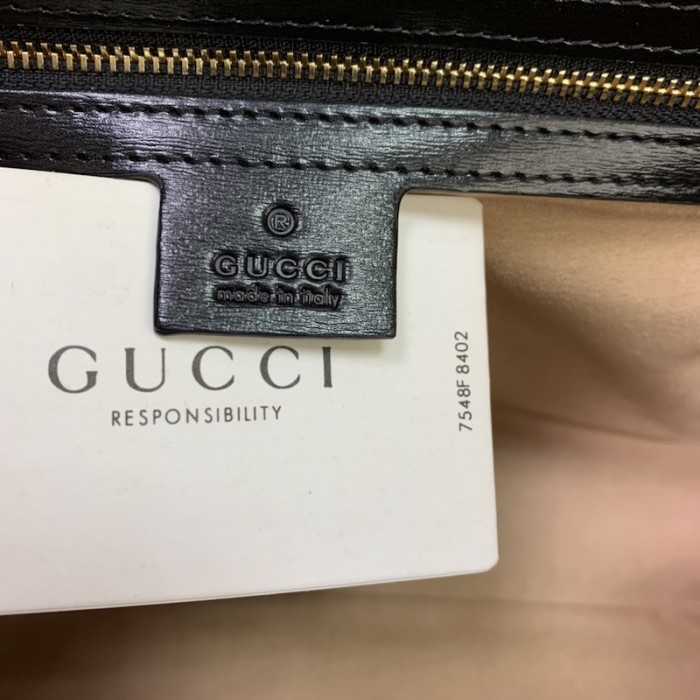 ®
GUCCI
made in italy
GUCCI
RESPONSIBILITY
7548F 8402